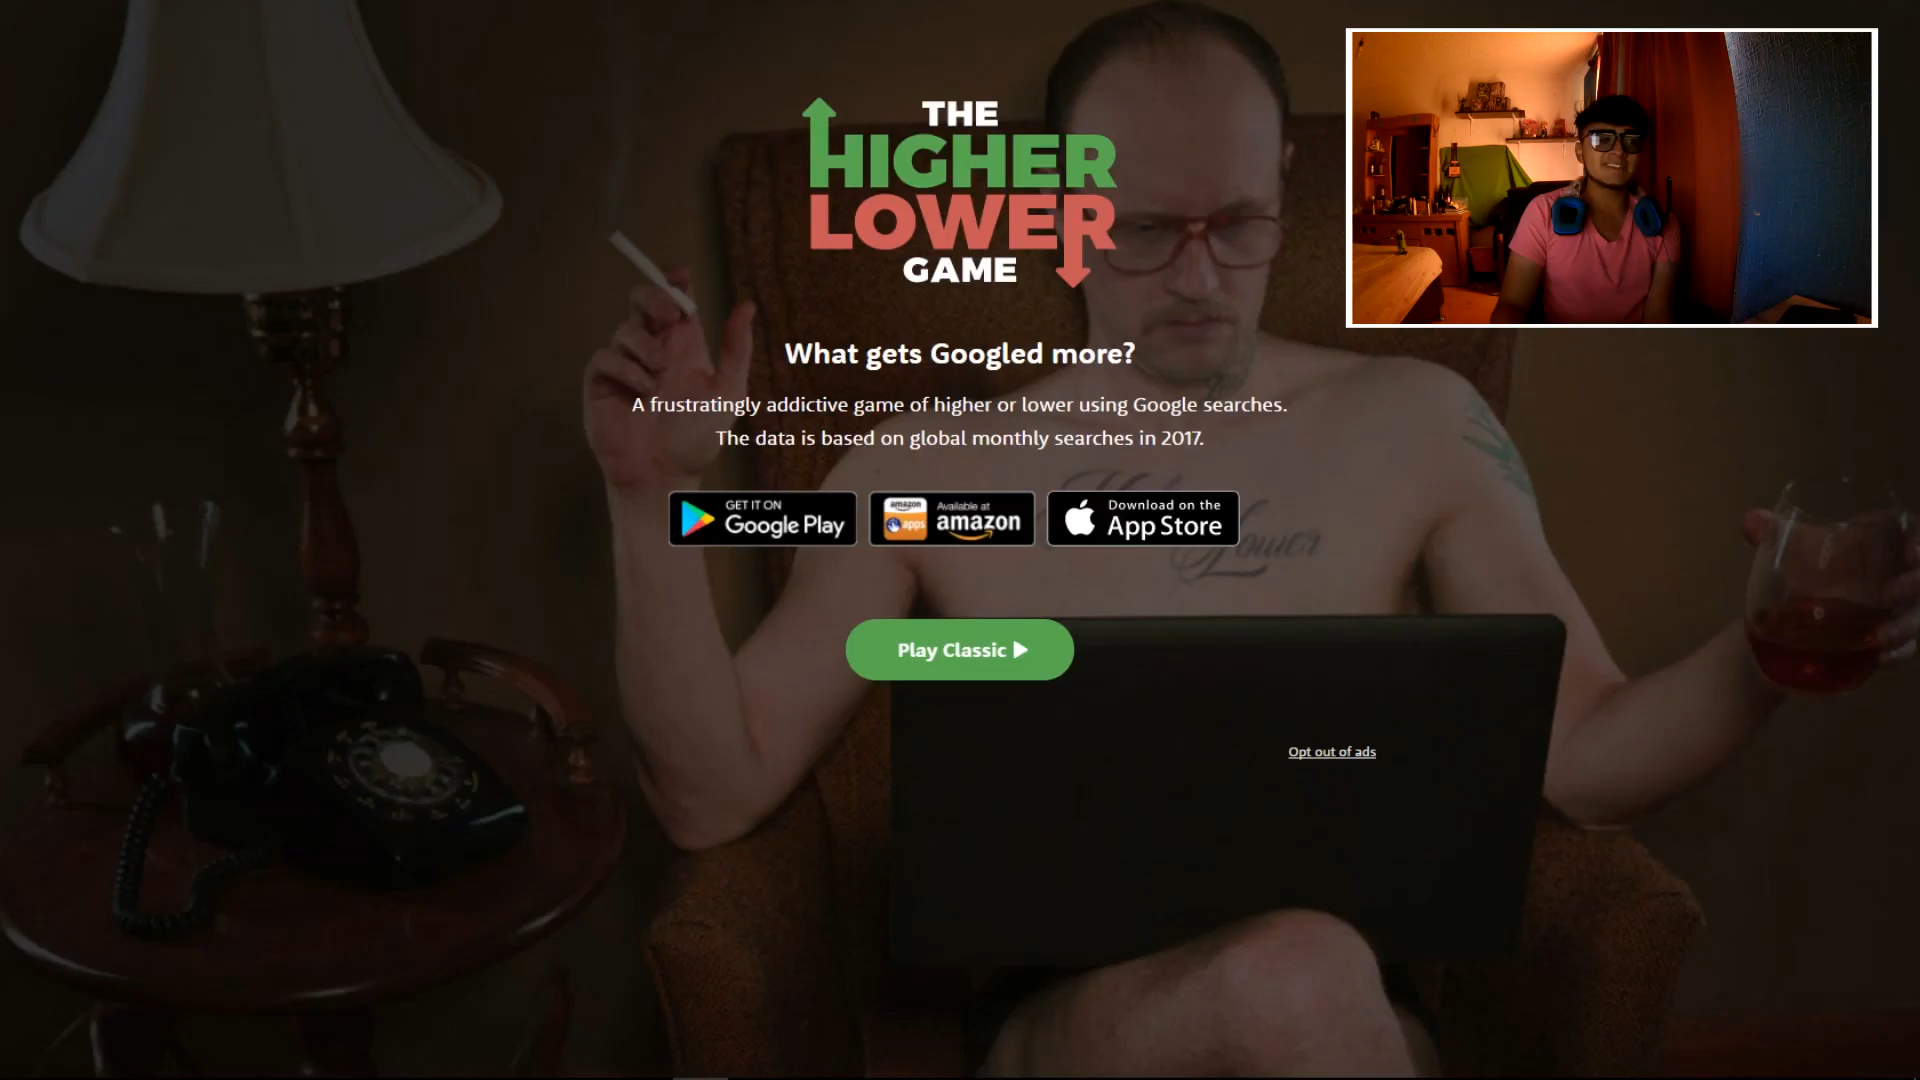 THE
HIGHER
LOWER
GAME
What gets Googled more?
A frustratingly addictive game of higher or lower using Google searches.
The data is based on global monthly searches in 2017.
GET IT ON
Google Play
amazon
apps
Available at
amazon
Download on the
App Store
Lower
Play Classic
Opt out of ads